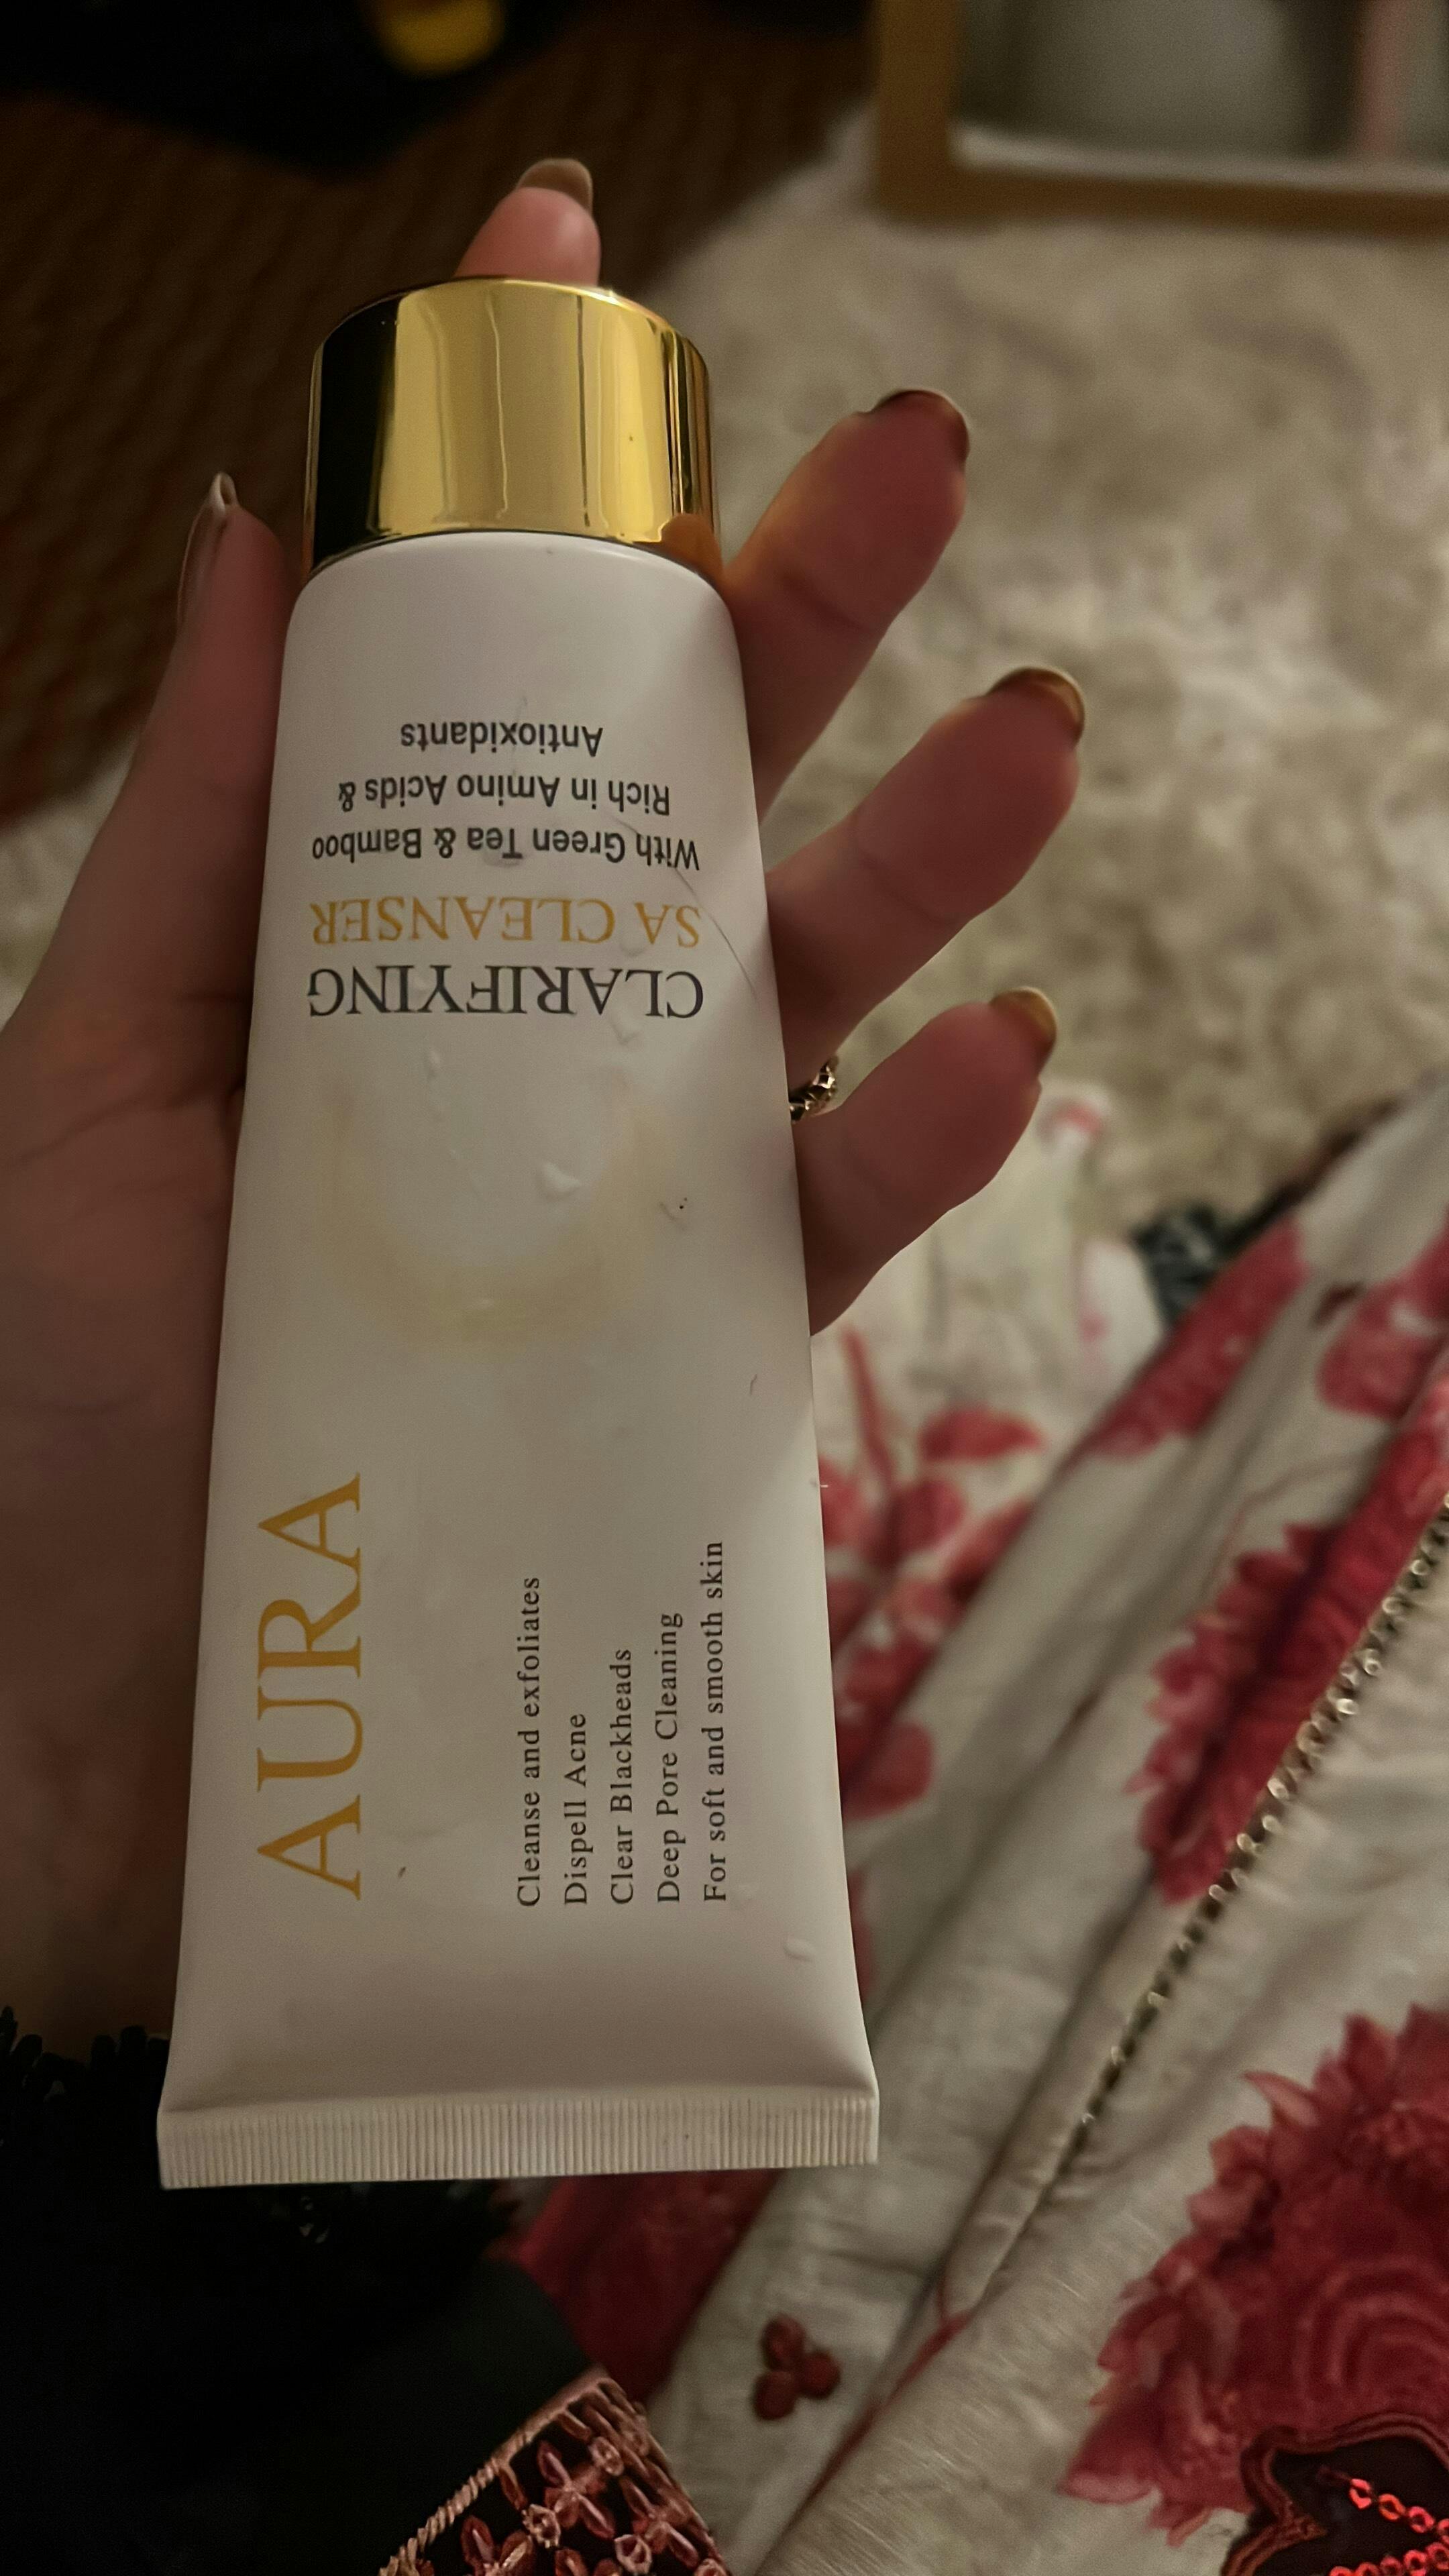 CLARIFYING
SA CLEANSER
With Green Tea & Bamboo
Rich in Amino Acids &
Antioxidants
AURA
Cleanse and exfoliates
Dispell Acne
Clear Blackheads
Deep Pore Cleaning
For soft and smooth skin